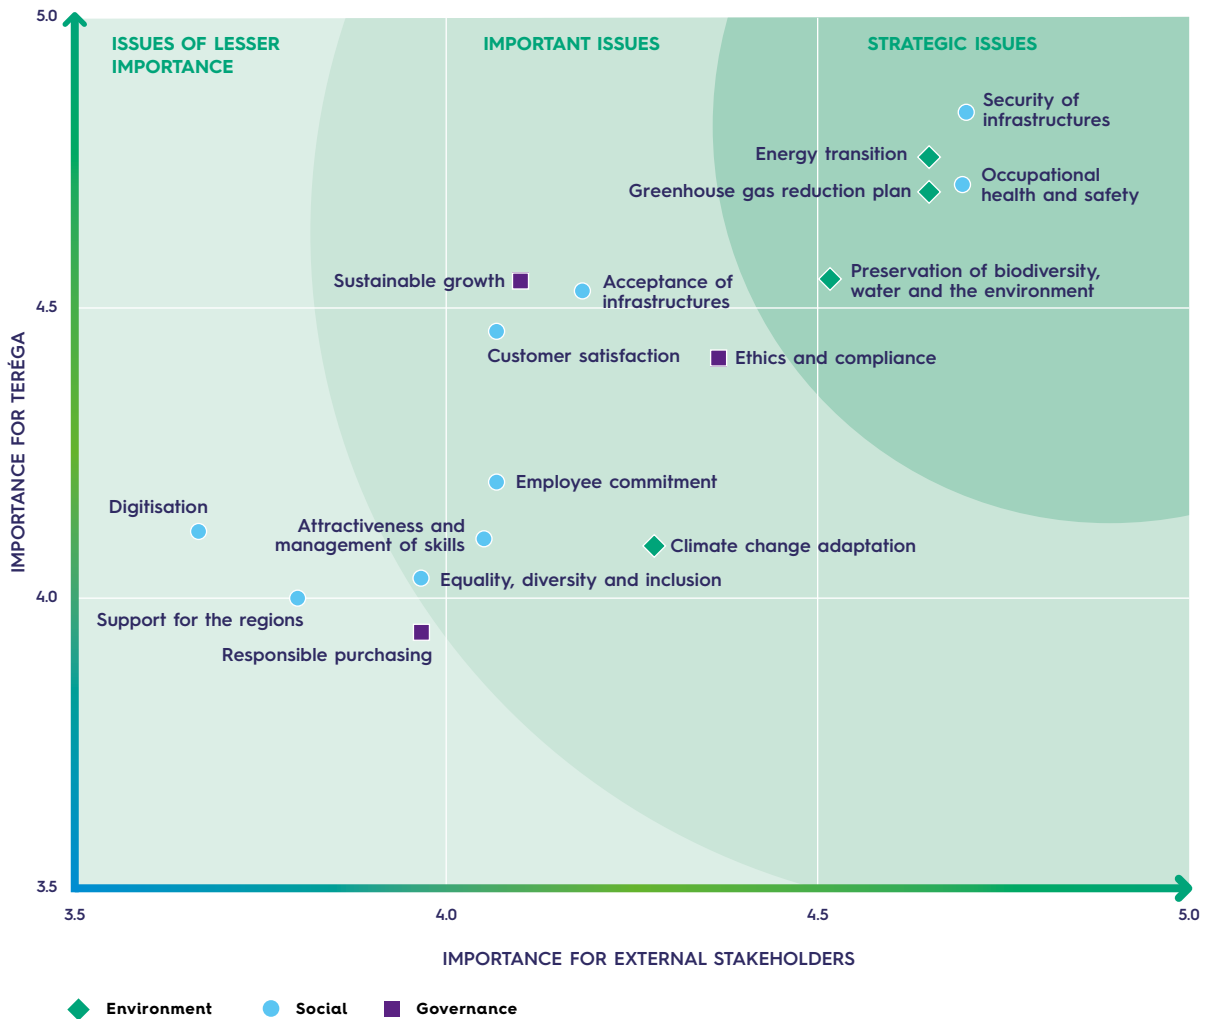 5.0
ISSUES OF LESSER
IMPORTANCE
IMPORTANT ISSUES
STRATEGIC ISSUES
Security of
infrastructures
Energy transition
Occupational
health and safety
Greenhouse gas reduction plan
Sustainable growth
Acceptance of
infrastructures
Preservation of biodiversity,
water and the environment
4.5
Customer satisfaction
Ethics and compliance
IMPORTANCE FOR TERÉGA
Employee commitment
Digitisation
Attractiveness and
management of skills
Climate change adaptation
Equality, diversity and inclusion
4.0
Support for the regions
Responsible purchasing
3.5
3.5
4.0
4.5
5.0
IMPORTANCE FOR EXTERNAL STAKEHOLDERS
Environment
Social
Governance